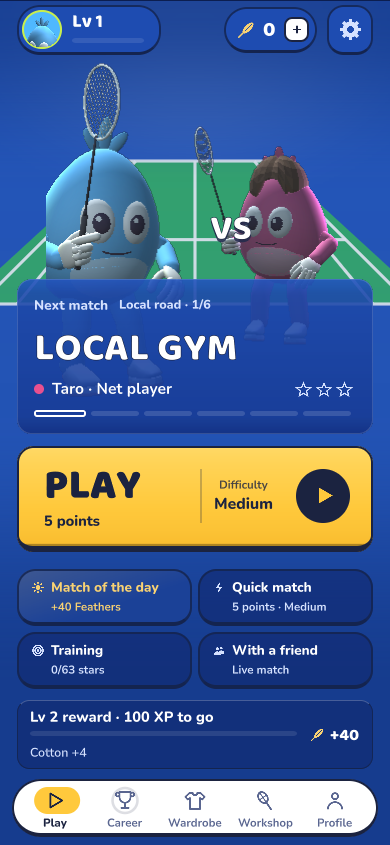 Lv 1
0
+
VS
Next match Local road · 1/6
LOCAL GYM
Taro · Net player
PLAY
5 points
Difficulty
Medium
Match of the day
+40 Feathers
Quick match
5 points · Medium
Training
0/63 stars
With a friend
Live match
Lv 2 reward · 100 XP to go
+40
Cotton +4
Play
Career
Wardrobe
Workshop
Profile